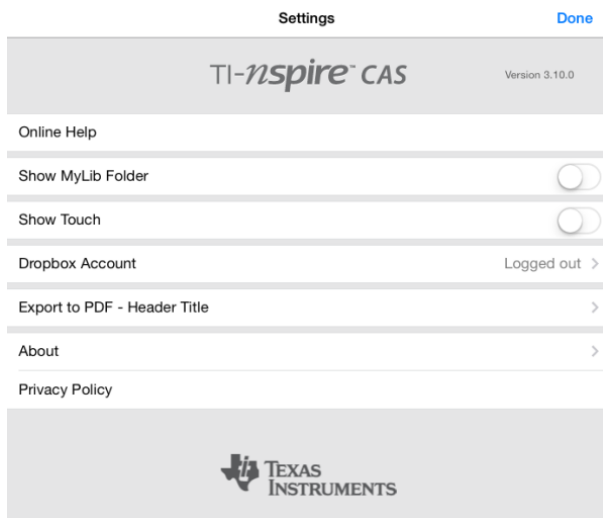 Settings
Done
TI-nspire™ CAS
Version 3.10.0
Online Help
Show MyLib Folder
Show Touch
Dropbox Account
Logged out >
Export to PDF - Header Title
>
About
>
Privacy Policy
TEXAS
INSTRUMENTS